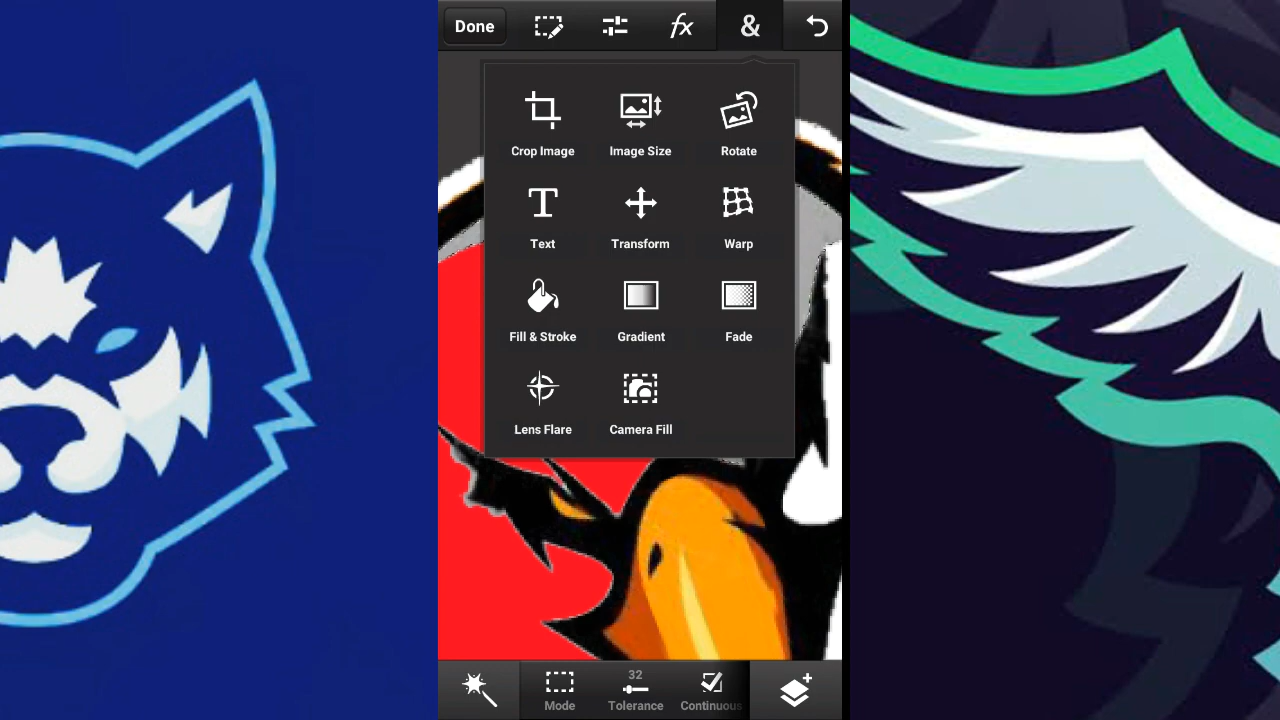 Done fx &
Crop Image Image Size Rotate
Text Transform Warp
Fill & Stroke Gradient Fade
Lens Flare Camera Fill
32
Mode Tolerance Continuous